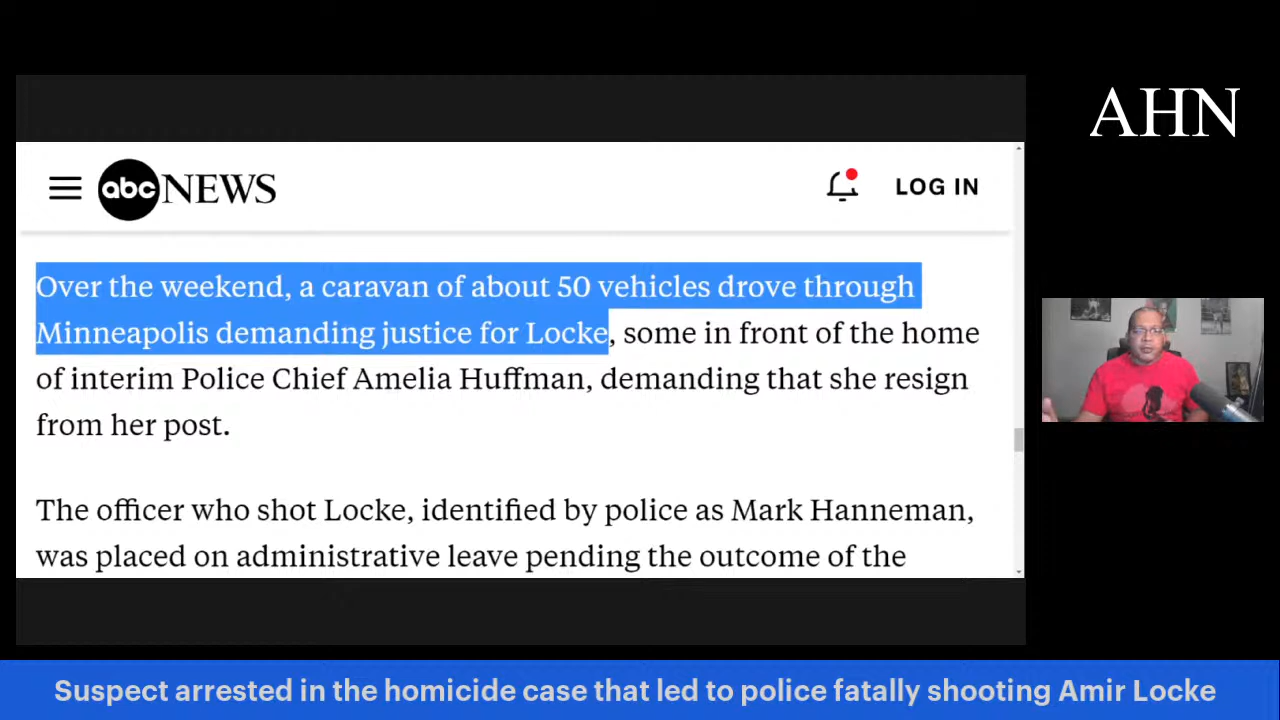 AHN
abc NEWS
LOG IN
Over the weekend, a caravan of about 50 vehicles drove through
Minneapolis demanding justice for Locke, some in front of the home
of interim Police Chief Amelia Huffman, demanding that she resign
from her post.
The officer who shot Locke, identified by police as Mark Hanneman,
was placed on administrative leave pending the outcome of the
Suspect arrested in the homicide case that led to police fatally shooting Amir Locke